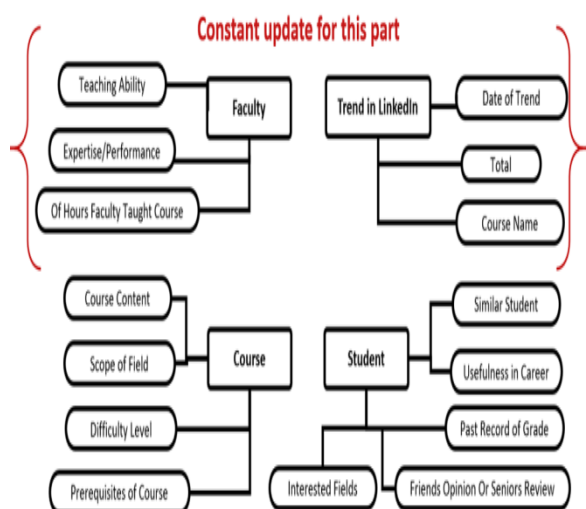 Constant update for this part
Teaching Ability
Faculty
Expertise/Performance
Of Hours Faculty Taught Course
Trend in LinkedIn
Date of Trend
Total
Course Name
Course Content
Scope of Field
Course
Difficulty Level
Prerequisites of Course
Similar Student
Student
Usefulness in Career
Past Record of Grade
Interested Fields
Friends Opinion Or Seniors Review